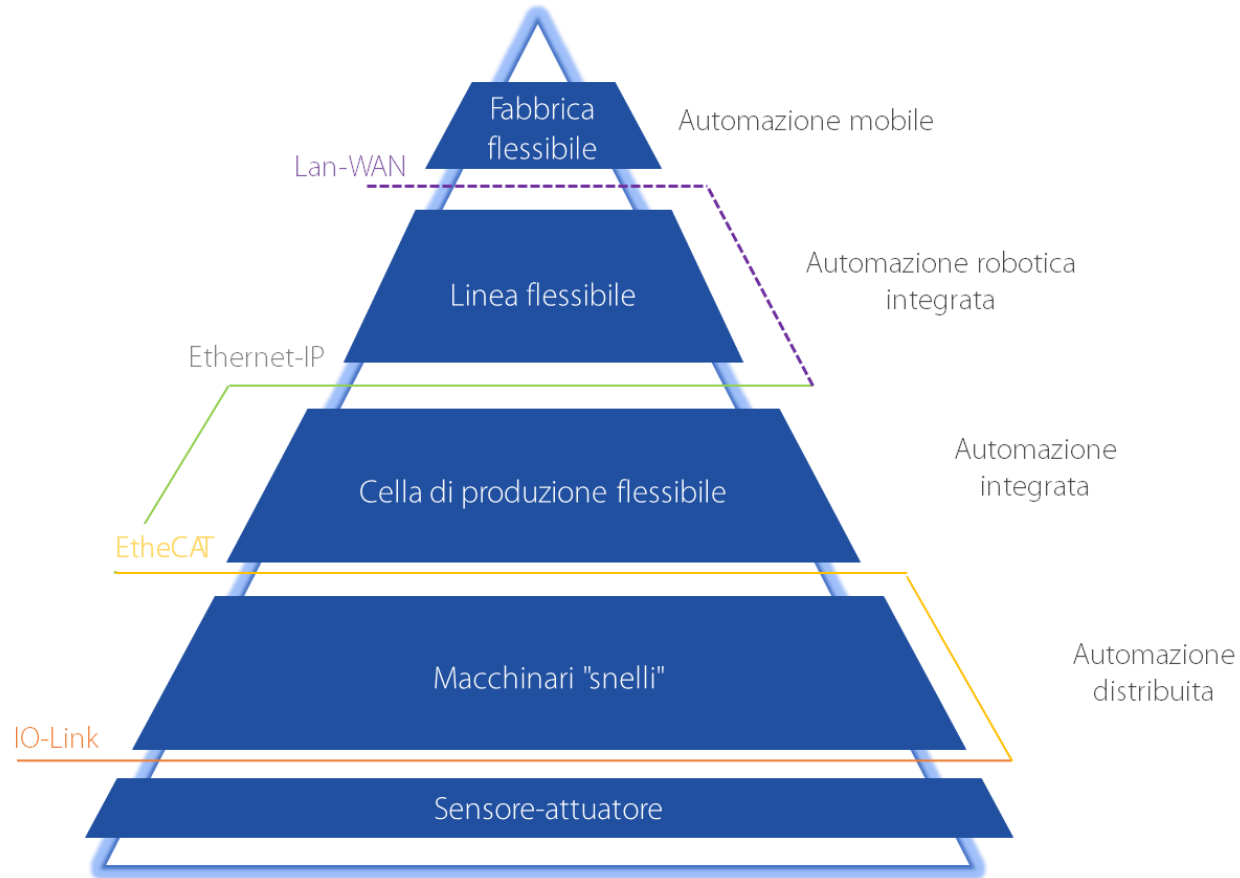 Fabbrica
flessibile
Automazione mobile
Lan-WAN
Linea flessibile
Automazione robotica
integrata
Ethernet-IP
Cella di produzione flessibile
Automazione
integrata
EtheCAT
Macchinari "snelli"
Automazione
distribuita
IO-Link
Sensore-attuatore